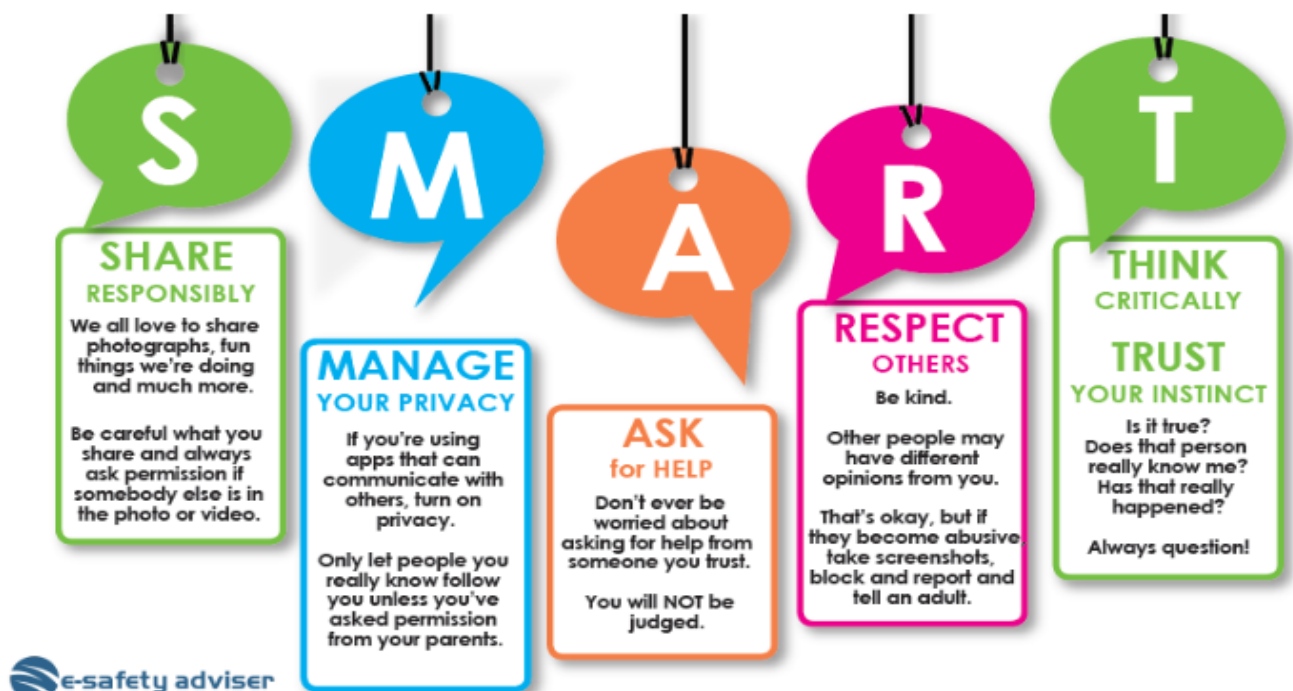 S
SHARE
RESPONSIBLY
We all love to share
photographs, fun
things we're doing
and much more.
Be careful what you
share and always
ask permission if
somebody else is in
the photo or video.
M
MANAGE
YOUR PRIVACY
If you're using
apps that can
communicate with
others, turn on
privacy.
Only let people you
really know follow
you unless you've
asked permission
from your parents.
A
ASK
for HELP
Don't ever be
worried about
asking for help from
someone you trust.
You will NOT be
judged.
R
RESPECT
OTHERS
Be kind.
Other people may
have different
opinions from you.
That's okay, but if
they become abusive,
take screenshots,
block and report and
tell an adult.
T
THINK
CRITICALLY
TRUST
YOUR INSTINCT
Is it true?
Does that person
really know me?
Has that really
happened?
Always question!
e-safety adviser